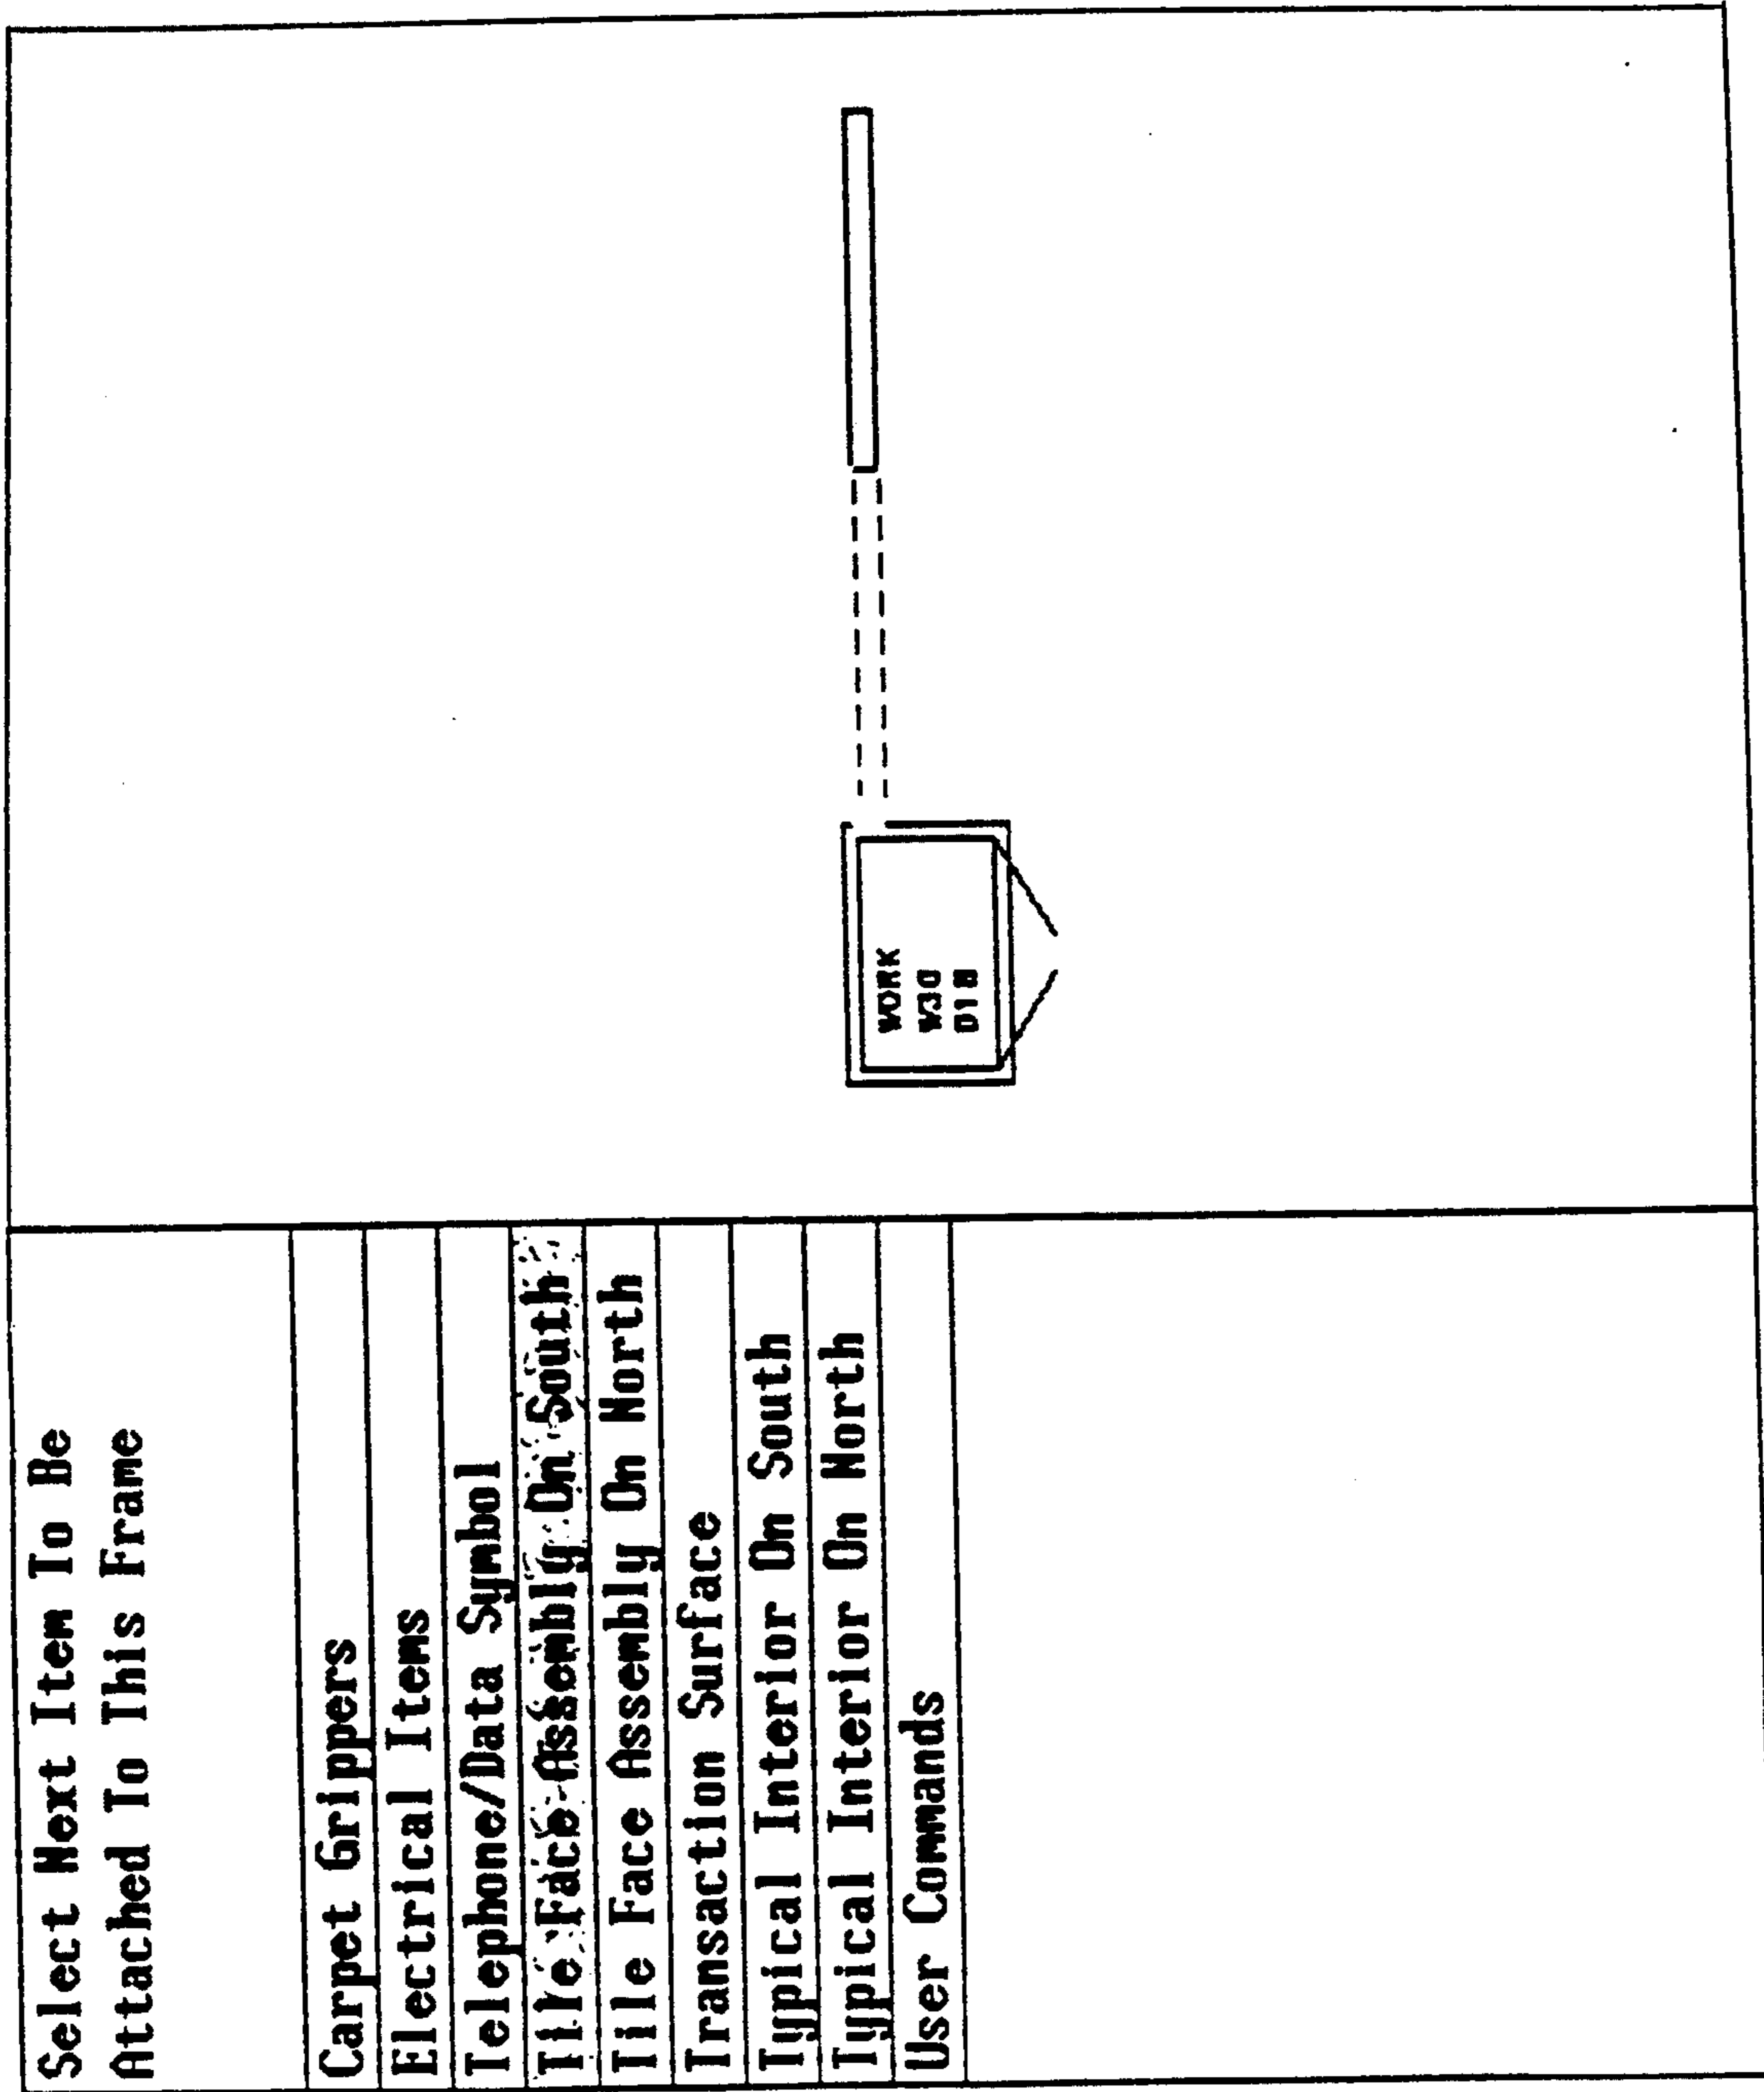 Select Next Item To Be
Attached To This Frame
Carpet Grippers
Electrical Items
Telephone/Data Symbol
Tile Face Assembly On South
Tile Face Assembly On North
Transaction Surface
Typical Interior On South
Typical Interior On North
User Commands
WORK
W30
D18